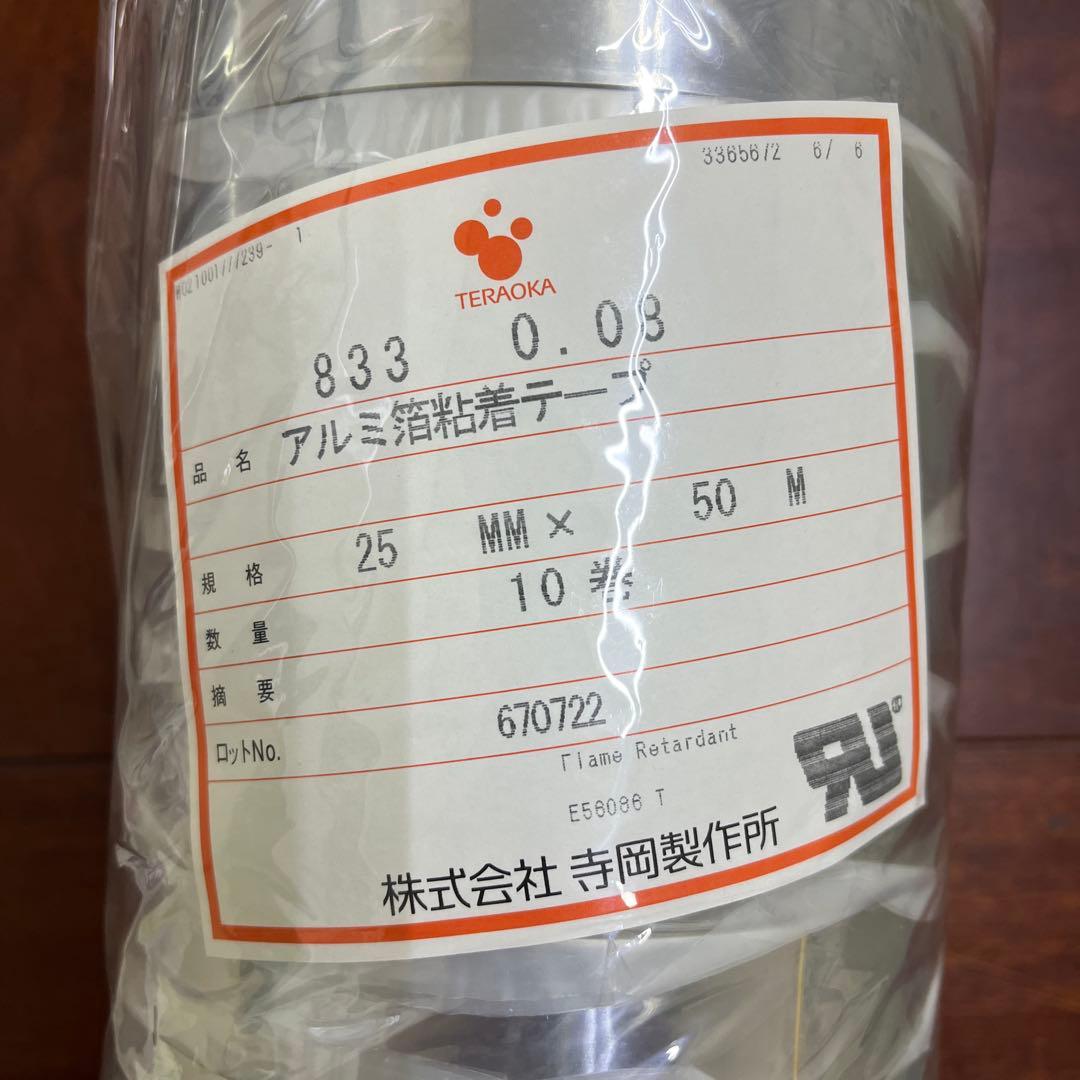 3365672 6/ 6
W021001777239- 1
TERAOKA
833 0.08
品名 アルミ箔粘着テープ
規格 25 MM× 50 M
数量 10 巻
摘要
ロットNo. 670722
Flame Retardant
E56086 T
株式会社 寺岡製作所